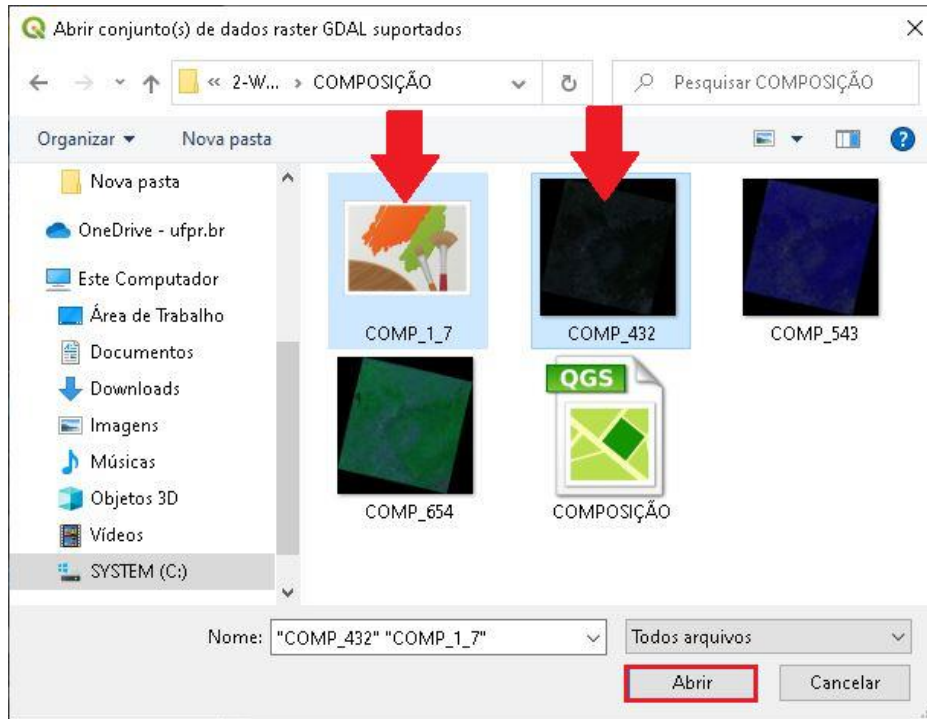 Abrir conjunto(s) de dados raster GDAL suportados
« 2-W... › COMPOSIÇÃO
Pesquisar COMPOSIÇÃO
Organizar Nova pasta
Nova pasta
OneDrive - ufpr.br
Este Computador
Área de Trabalho
Documentos
Downloads
Imagens
Músicas
Objetos 3D
Vídeos
SYSTEM (C:)
COMP_1_7
COMP_432
COMP_543
COMP_654
QGS
COMPOSIÇÃO
Nome: "COMP_432" "COMP_1_7"
Todos arquivos
Abrir
Cancelar